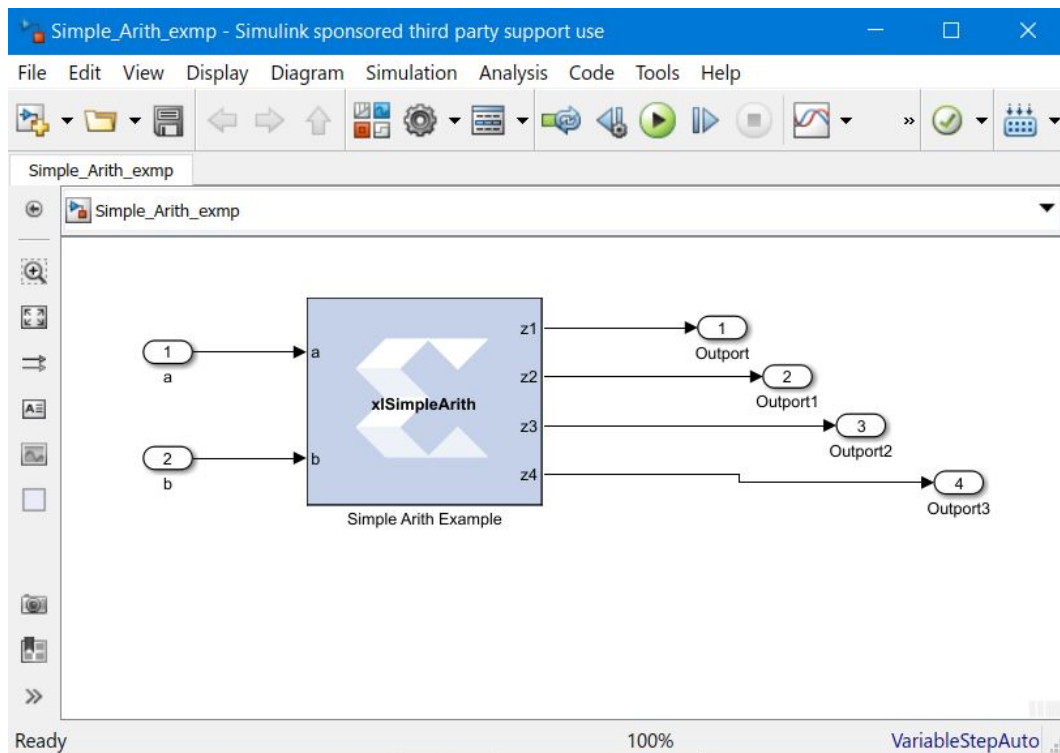 Simple_Arith_exmp - Simulink sponsored third party support use
File Edit View Display Diagram Simulation Analysis Code Tools Help
»
Simple_Arith_exmp
Simple_Arith_exmp
1
a
2
b
a
b
xlSimpleArith
z1
z2
z3
z4
Simple Arith Example
1
Outport
2
Outport1
3
Outport2
4
Outport3
A
»
Ready 100% VariableStepAuto